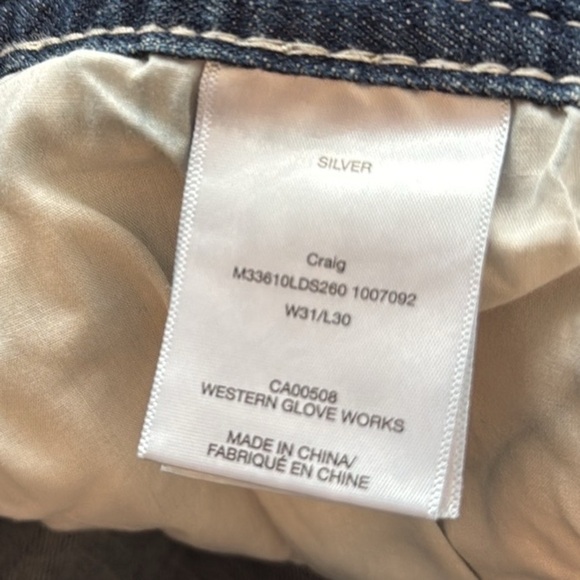 SILVER
Craig
M33610LDS260 1007092
W31/L30
CA00508
WESTERN GLOVE WORKS
MADE IN CHINA/
FABRIQUÉ EN CHINE